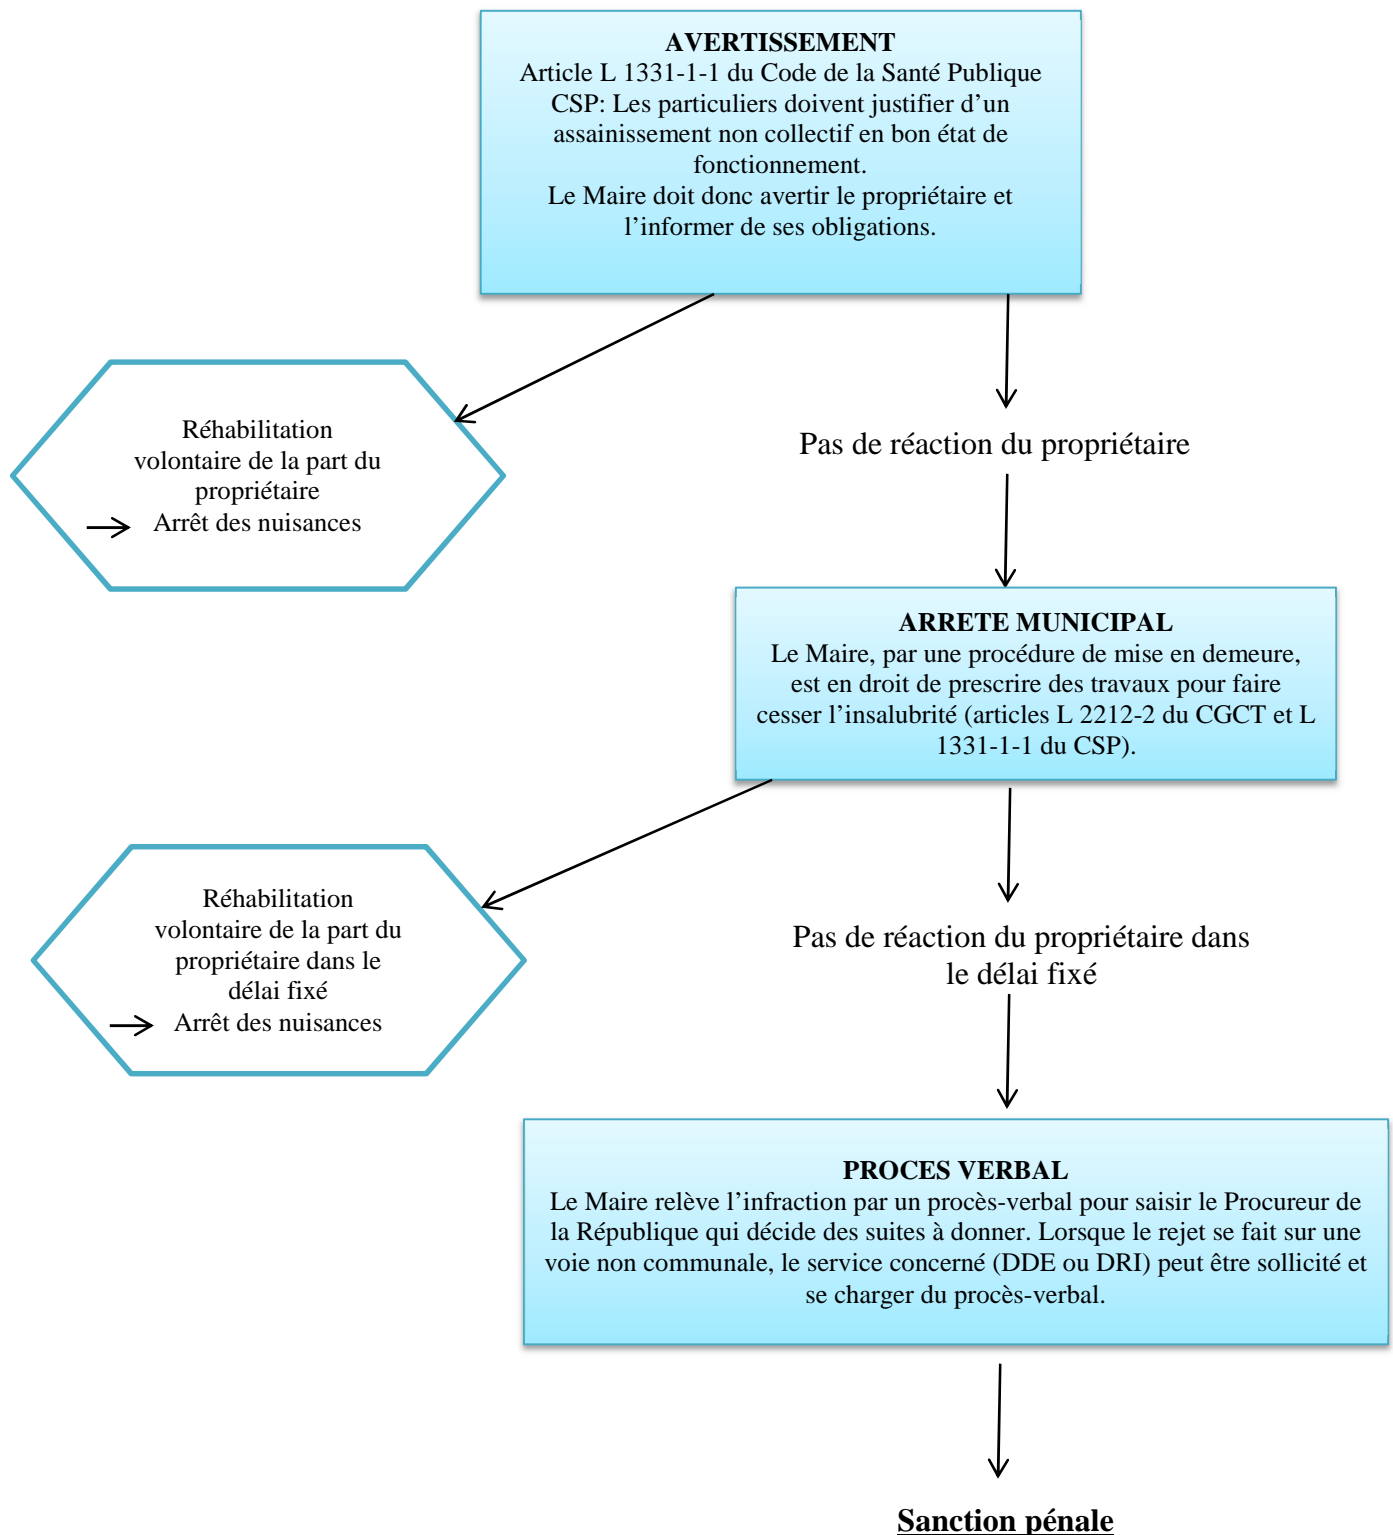 AVERTISSEMENT
Article L 1331-1-1 du Code de la Santé Publique
CSP: Les particuliers doivent justifier d’un
assainissement non collectif en bon état de
fonctionnement.
Le Maire doit donc avertir le propriétaire et
l’informer de ses obligations.
Réhabilitation
volontaire de la part du
propriétaire
Arrêt des nuisances
Pas de réaction du propriétaire
ARRETE MUNICIPAL
Le Maire, par une procédure de mise en demeure,
est en droit de prescrire des travaux pour faire
cesser l’insalubrité (articles L 2212-2 du CGCT et L
1331-1-1 du CSP).
Réhabilitation
volontaire de la part du
propriétaire dans le
délai fixé
Arrêt des nuisances
Pas de réaction du propriétaire dans
le délai fixé
PROCES VERBAL
Le Maire relève l’infraction par un procès-verbal pour saisir le Procureur de
la République qui décide des suites à donner. Lorsque le rejet se fait sur une
voie non communale, le service concerné (DDE ou DRI) peut être sollicité et
se charger du procès-verbal.
Sanction pénale